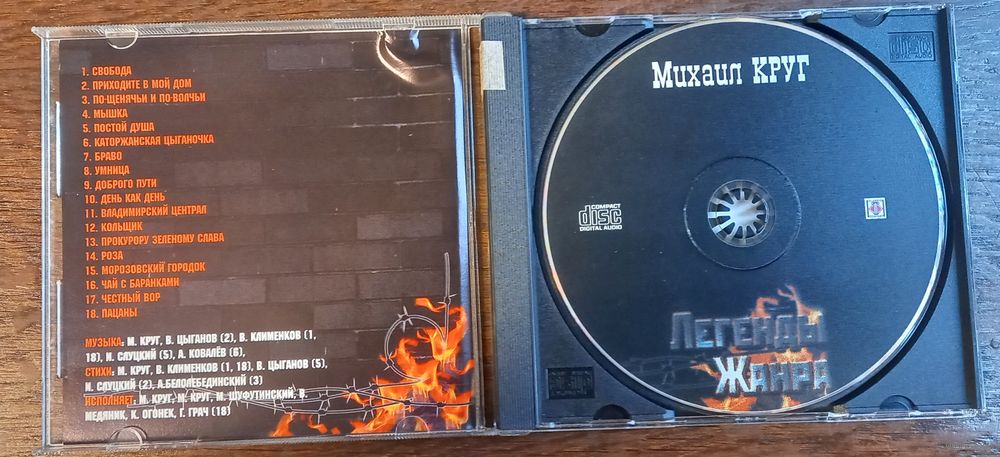 1. СВОБОДА
2. ПРИХОДИТЕ В МОЙ ДОМ
3. ПО-ЩЕНЯЧЬИ И ПО-ВОЛЧЬИ
4. МЫШКА
5. ПОСТОЙ ДУША
6. КАТОРЖАНСКАЯ ЦЫГАНОЧКА
7. БРАВО
8. УМНИЦА
9. ДОБРОГО ПУТИ
10. ДЕНЬ КАК ДЕНЬ
11. ВЛАДИМИРСКИЙ ЦЕНТРАЛ
12. КОЛЬЩИК
13. ПРОКУРОРУ ЗЕЛЕНОМУ СЛАВА
14. РОЗА
15. МОРОЗОВСКИЙ ГОРОДОК
16. ЧАЙ С БАРАНКАМИ
17. ЧЕСТНЫЙ ВОР
18. ПАЦАНЫ
МУЗЫКА: М. КРУГ, В. ЦЫГАНОВ (2), В. КЛИМЕНКОВ (1,
18), И. СЛУЦКИЙ (5), А. КОВАЛЁВ (6),
СТИХИ: М. КРУГ, В. КЛИМЕНКОВ (1, 18), В. ЦЫГАНОВ (5),
И. СЛУЦКИЙ (2), А.БЕЛОЛЕБЕДИНСКИЙ (3)
ИСПОЛНЯЕТ: М. КРУГ, М. КРУГ, М. ШУФУТИНСКИЙ, В.
МЕДЯНИК, К. ОГОНЕК, Г. ГРАЧ (18)
Михаил КРУГ
COMPACT
disc
DIGITAL AUDIO
Легенды
Жанра